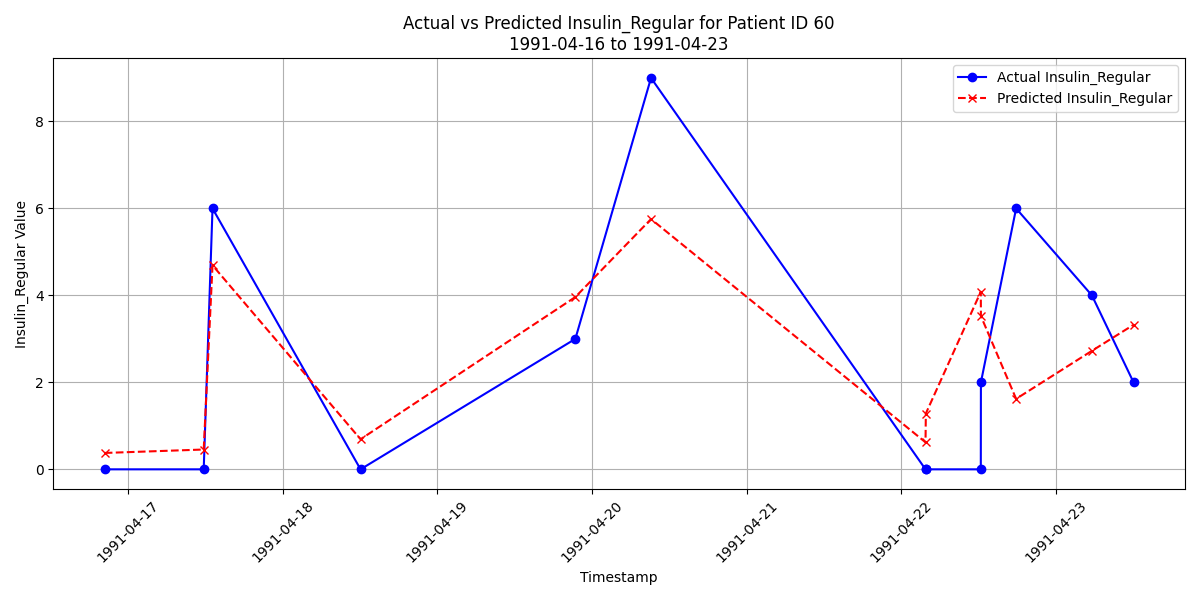 Actual vs Predicted Insulin_Regular for Patient ID 60
1991-04-16 to 1991-04-23
Actual Insulin_Regular
Predicted Insulin_Regular
Insulin_Regular Value
8
6
4
2
0
1991-04-17
1991-04-18
1991-04-19
1991-04-20
1991-04-21
1991-04-22
1991-04-23
Timestamp